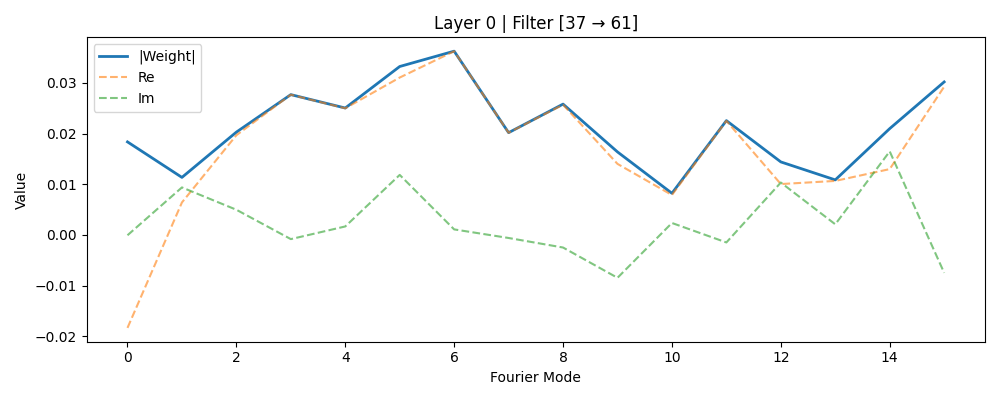 Layer 0 | Filter [37 → 61]
|Weight|
Re
Im
Value
0.03
0.02
0.01
0.00
−0.01
−0.02
0 2 4 6 8 10 12 14
Fourier Mode